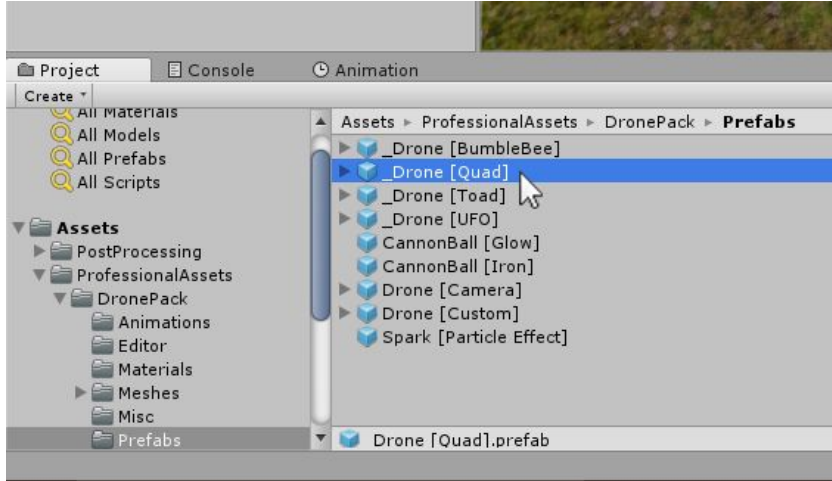 Project
Console
Animation
Create
All Materials
All Models
All Prefabs
All Scripts
Assets
PostProcessing
ProfessionalAssets
DronePack
Animations
Editor
Materials
Meshes
Misc
Prefabs
Assets ▸ ProfessionalAssets ▸ DronePack ▸ Prefabs
_Drone [BumbleBee]
_Drone [Quad]
_Drone [Toad]
_Drone [UFO]
CannonBall [Glow]
CannonBall [Iron]
Drone [Camera]
Drone [Custom]
Spark [Particle Effect]
_Drone [Quad].prefab